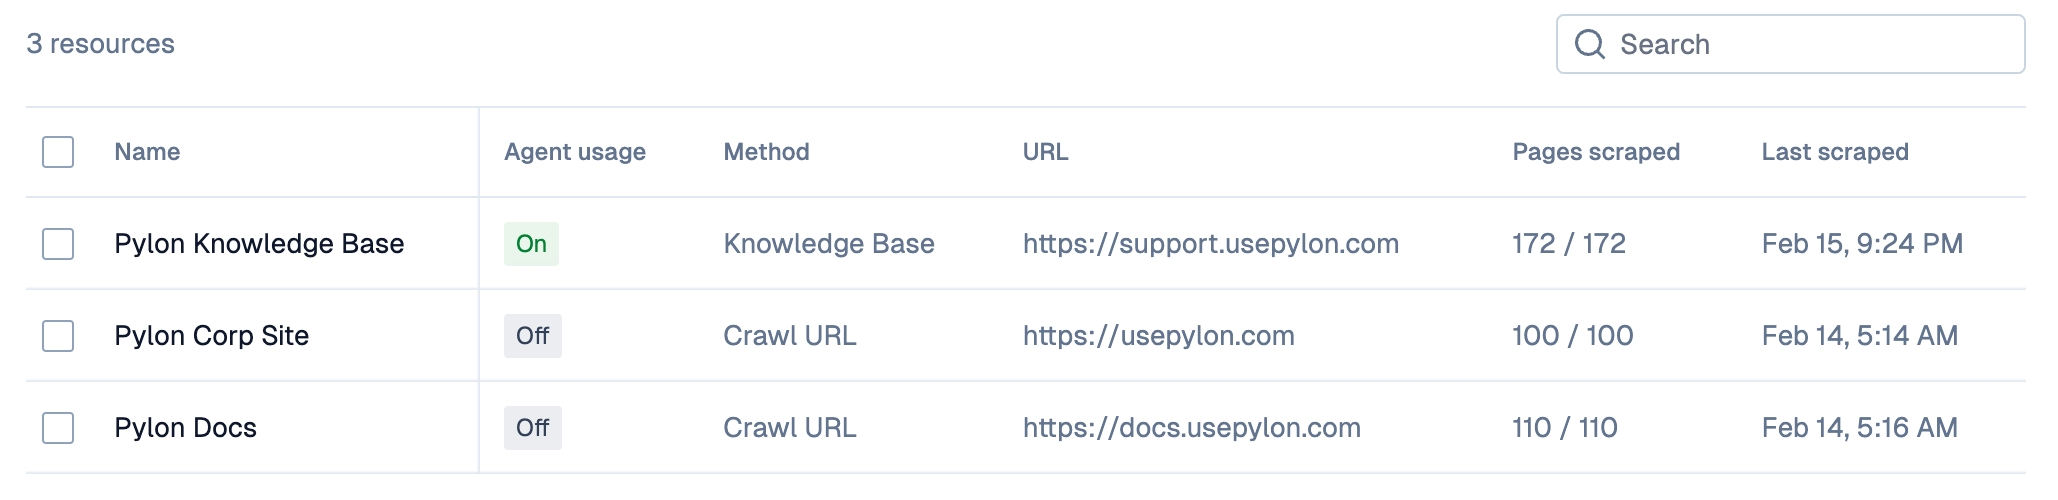 3 resources
Search
Name Agent usage Method URL Pages scraped Last scraped
Pylon Knowledge Base On Knowledge Base https://support.usepylon.com 172 / 172 Feb 15, 9:24 PM
Pylon Corp Site Off Crawl URL https://usepylon.com 100 / 100 Feb 14, 5:14 AM
Pylon Docs Off Crawl URL https://docs.usepylon.com 110 / 110 Feb 14, 5:16 AM